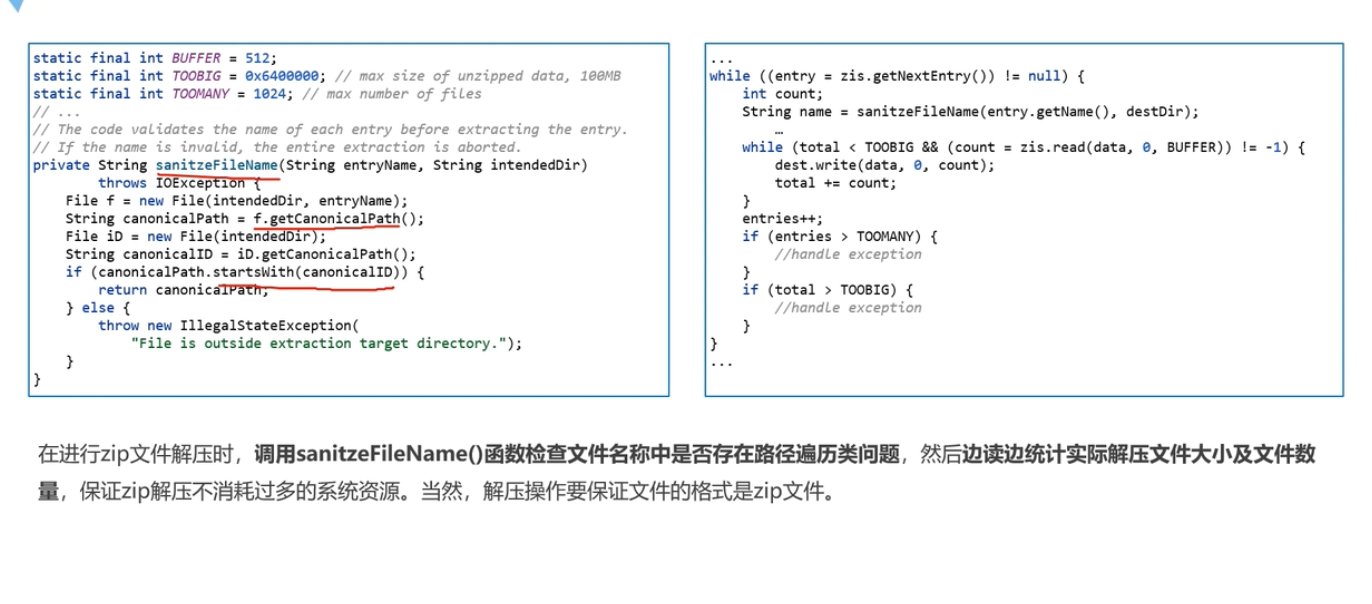 static final int BUFFER = 512;
static final int TOOBIG = 0x6400000; // max size of unzipped data, 100MB
static final int TOOMANY = 1024; // max number of files
// ...
// The code validates the name of each entry before extracting the entry.
// If the name is invalid, the entire extraction is aborted.
private String sanitzeFileName(String entryName, String intendedDir)
        throws IOException {
    File f = new File(intendedDir, entryName);
    String canonicalPath = f.getCanonicalPath();
    File iD = new File(intendedDir);
    String canonicalID = iD.getCanonicalPath();
    if (canonicalPath.startsWith(canonicalID)) {
        return canonicalPath;
    } else {
        throw new IllegalStateException(
            "File is outside extraction target directory.");
    }
}
...
while ((entry = zis.getNextEntry()) != null) {
    int count;
    String name = sanitzeFileName(entry.getName(), destDir);
        …
    while (total < TOOBIG && (count = zis.read(data, 0, BUFFER)) != -1) {
        dest.write(data, 0, count);
        total += count;
    }
    entries++;
    if (entries > TOOMANY) {
        //handle exception
    }
    if (total > TOOBIG) {
        //handle exception
    }
}
...
在进行zip文件解压时，调用sanitzeFileName()函数检查文件名称中是否存在路径遍历类问题，然后边读边统计实际解压文件大小及文件数
量，保证zip解压不消耗过多的系统资源。当然，解压操作要保证文件的格式是zip文件。